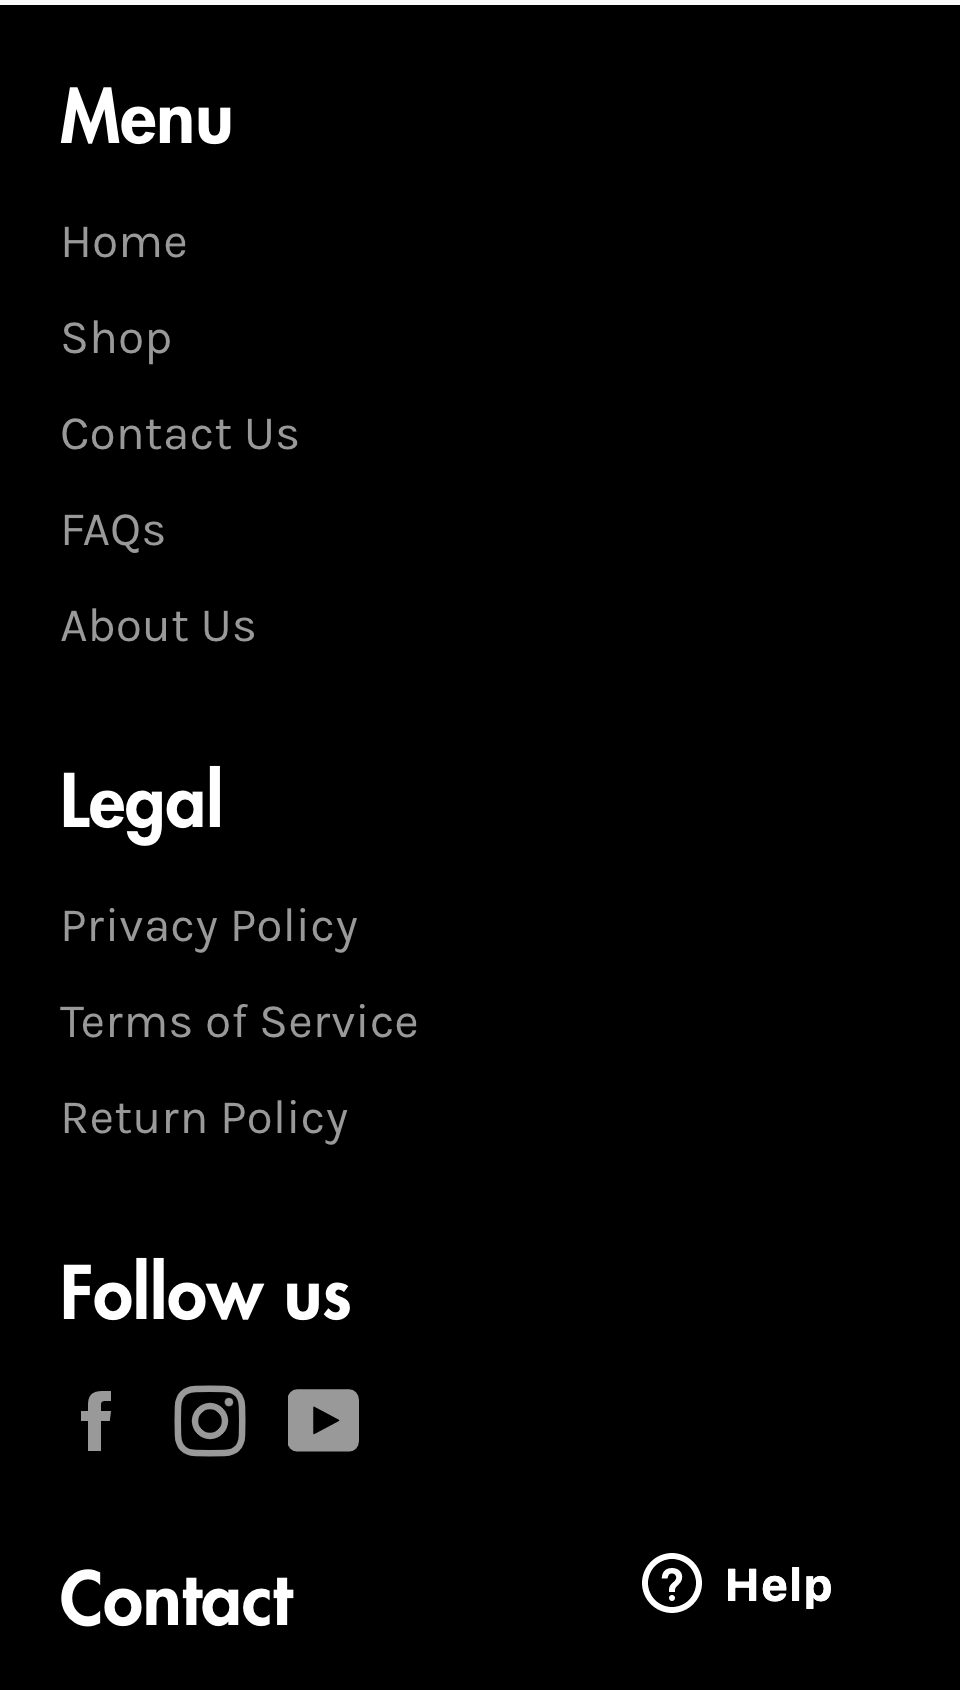 Menu
Home
Shop
Contact Us
FAQs
About Us
Legal
Privacy Policy
Terms of Service
Return Policy
Follow us
Contact
Help